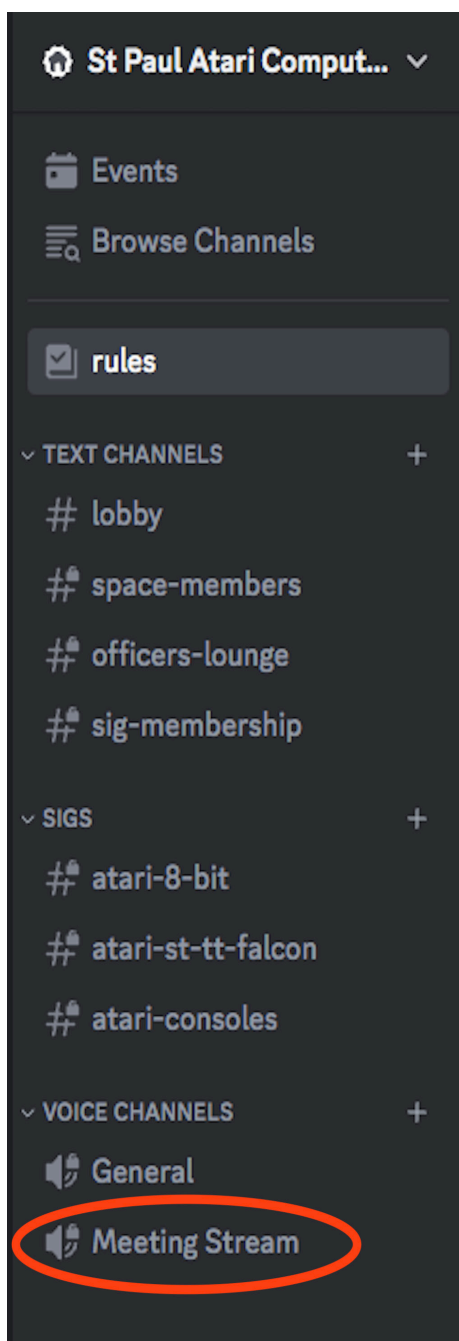 St Paul Atari Comput...
Events
Browse Channels
rules
TEXT CHANNELS
lobby
space-members
officers-lounge
sig-membership
SIGS
atari-8-bit
atari-st-tt-falcon
atari-consoles
VOICE CHANNELS
General
Meeting Stream